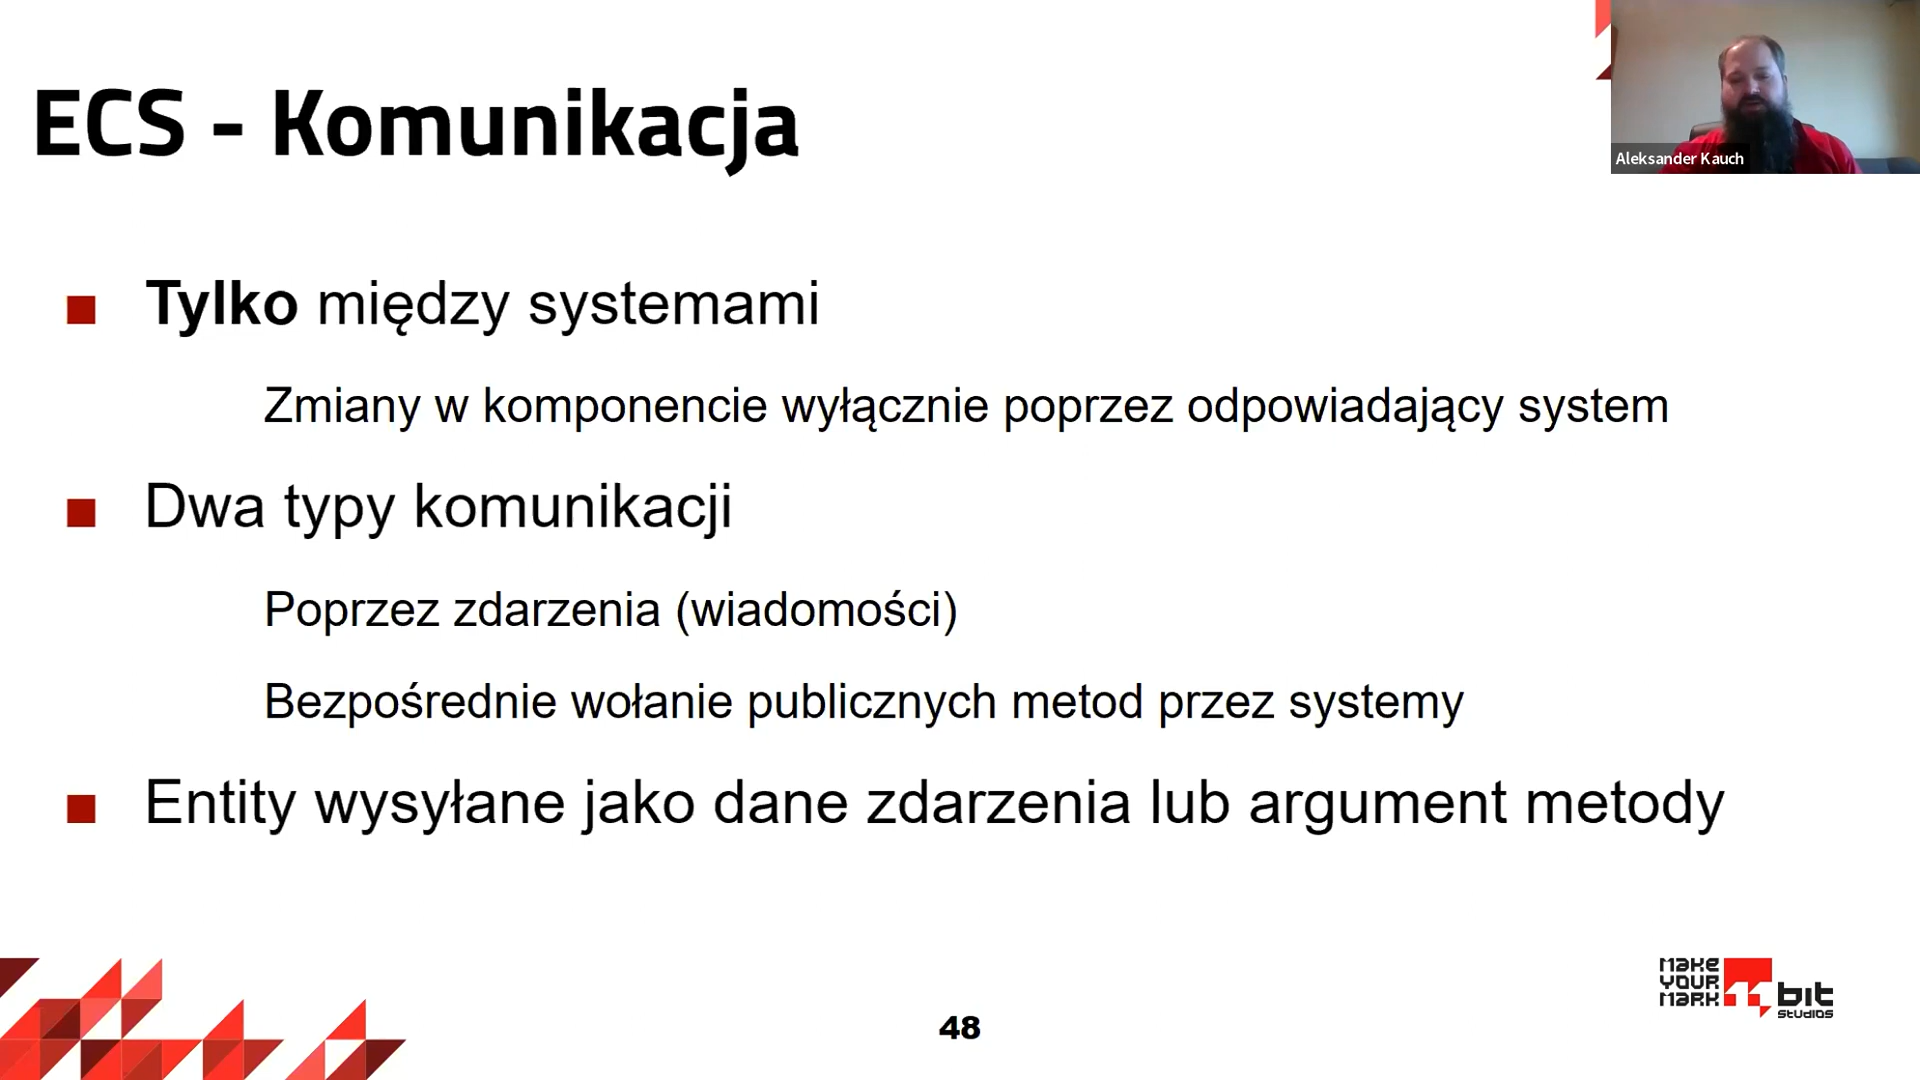 ECS - Komunikacja
Aleksander Kauch
Tylko między systemami
Zmiany w komponencie wyłącznie poprzez odpowiadający system
Dwa typy komunikacji
Poprzez zdarzenia (wiadomości)
Bezpośrednie wołanie publicznych metod przez systemy
Entity wysyłane jako dane zdarzenia lub argument metody
MAKE
YOUR
MARK
11 bit
STUDIOS
48